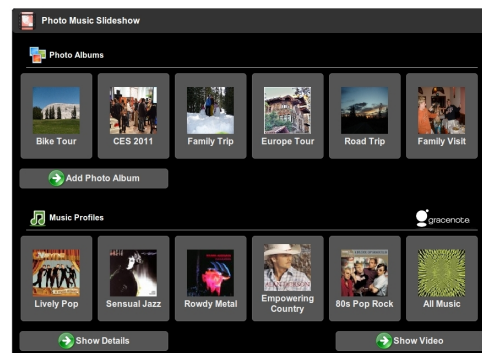 Photo Music Slideshow
Photo Albums
Bike Tour
CES 2011
Family Trip
Europe Tour
Road Trip
Family Visit
Add Photo Album
Music Profiles
gracenote
Lively Pop
Sensual Jazz
Rowdy Metal
Empowering
Country
80s Pop Rock
All Music
Show Details
Show Video